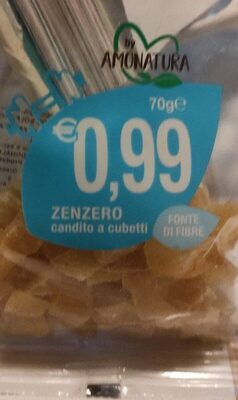 by
AMONATURA
70g℮
€0,99
ZENZERO
candito a cubetti
FONTE
DI FIBRE